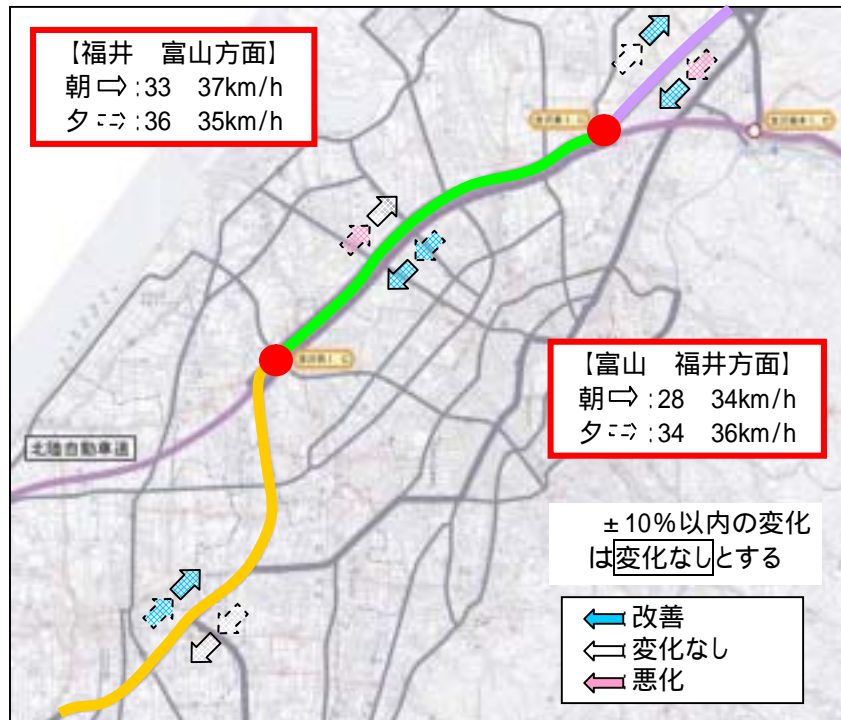 【福井 富山方面】
朝⇨:33 37km/h
夕:36 35km/h
北陸自動車道
【富山 福井方面】
朝⇨:28 34km/h
夕:34 36km/h
±10%以内の変化
は変化なしとする
改善
変化なし
悪化